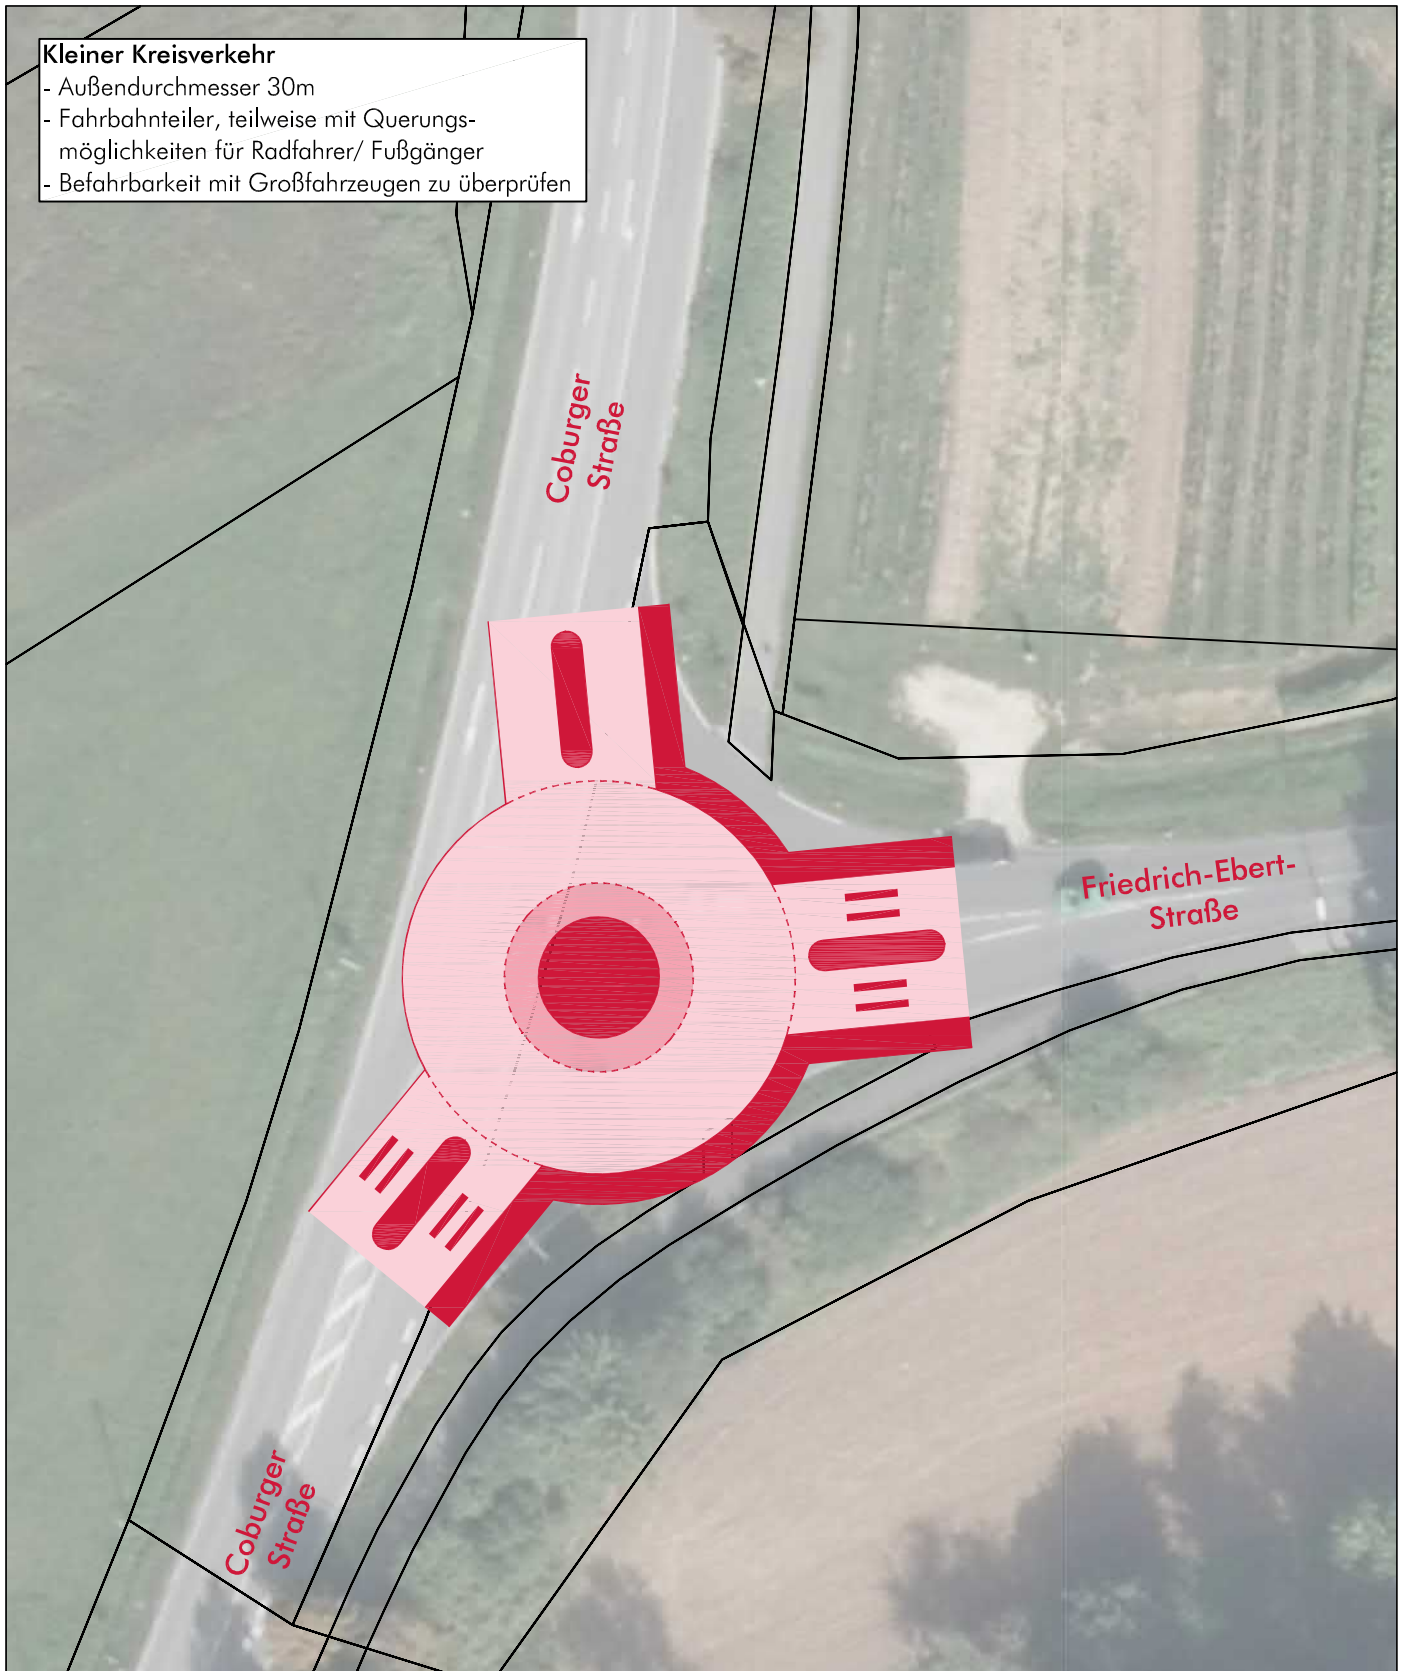 Kleiner Kreisverkehr
- Außendurchmesser 30m
- Fahrbahnteiler, teilweise mit Querungs-
möglichkeiten für Radfahrer/ Fußgänger
- Befahrbarkeit mit Großfahrzeugen zu überprüfen
Coburger
Straße
Friedrich-Ebert-
Straße
Coburger
Straße